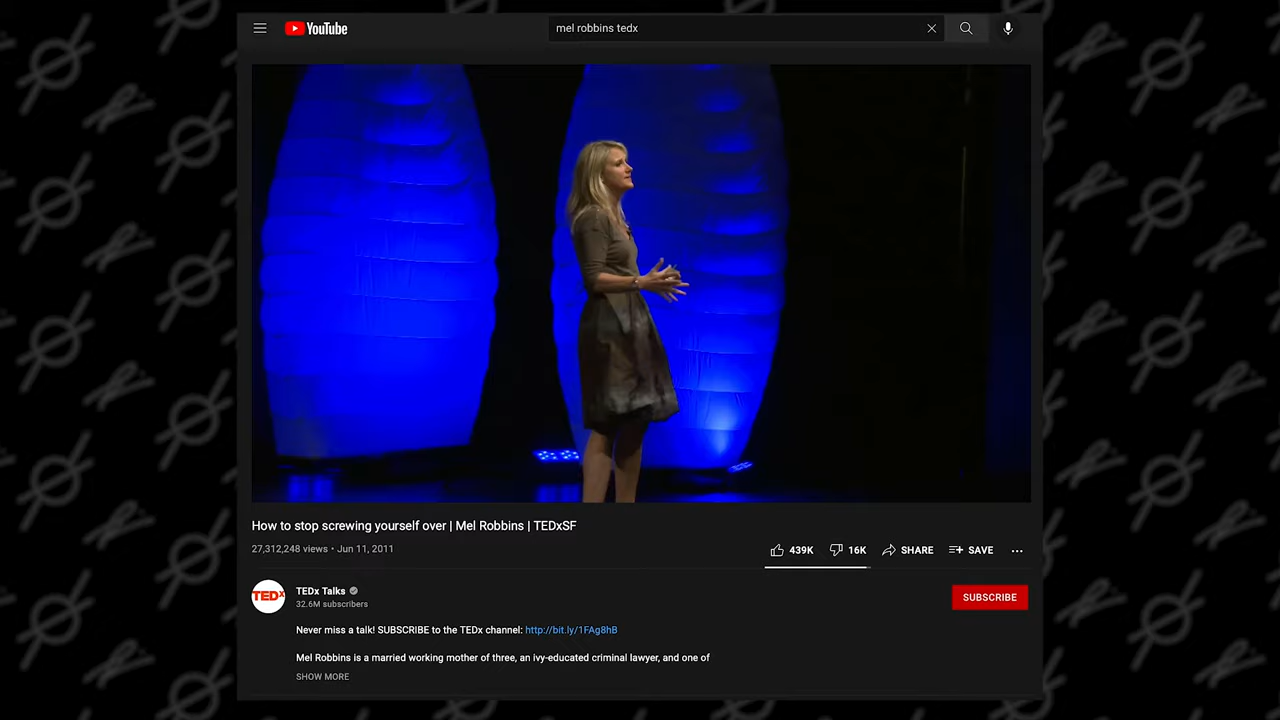 YouTube
mel robbins tedx
How to stop screwing yourself over | Mel Robbins | TEDxSF
27,312,248 views • Jun 11, 2011
439K
16K
SHARE
SAVE
TEDx
TEDx Talks
32.6M subscribers
SUBSCRIBE
Never miss a talk! SUBSCRIBE to the TEDx channel: http://bit.ly/1FAg8hB
Mel Robbins is a married working mother of three, an ivy-educated criminal lawyer, and one of
SHOW MORE